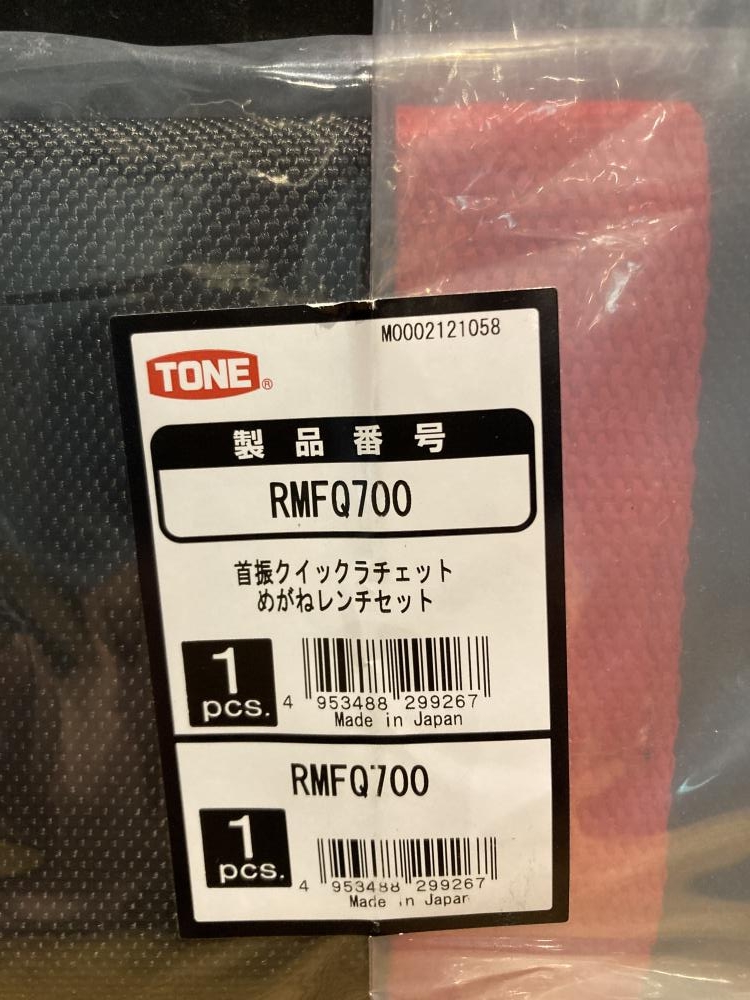 M0002121058
TONE®
製品番号
RMFQ700
首振クイックラチェット
めがねレンチセット
1
pcs.
4 953488 299267
Made in Japan
RMFQ700
1
pcs.
4 953488 299267
Made in Japan